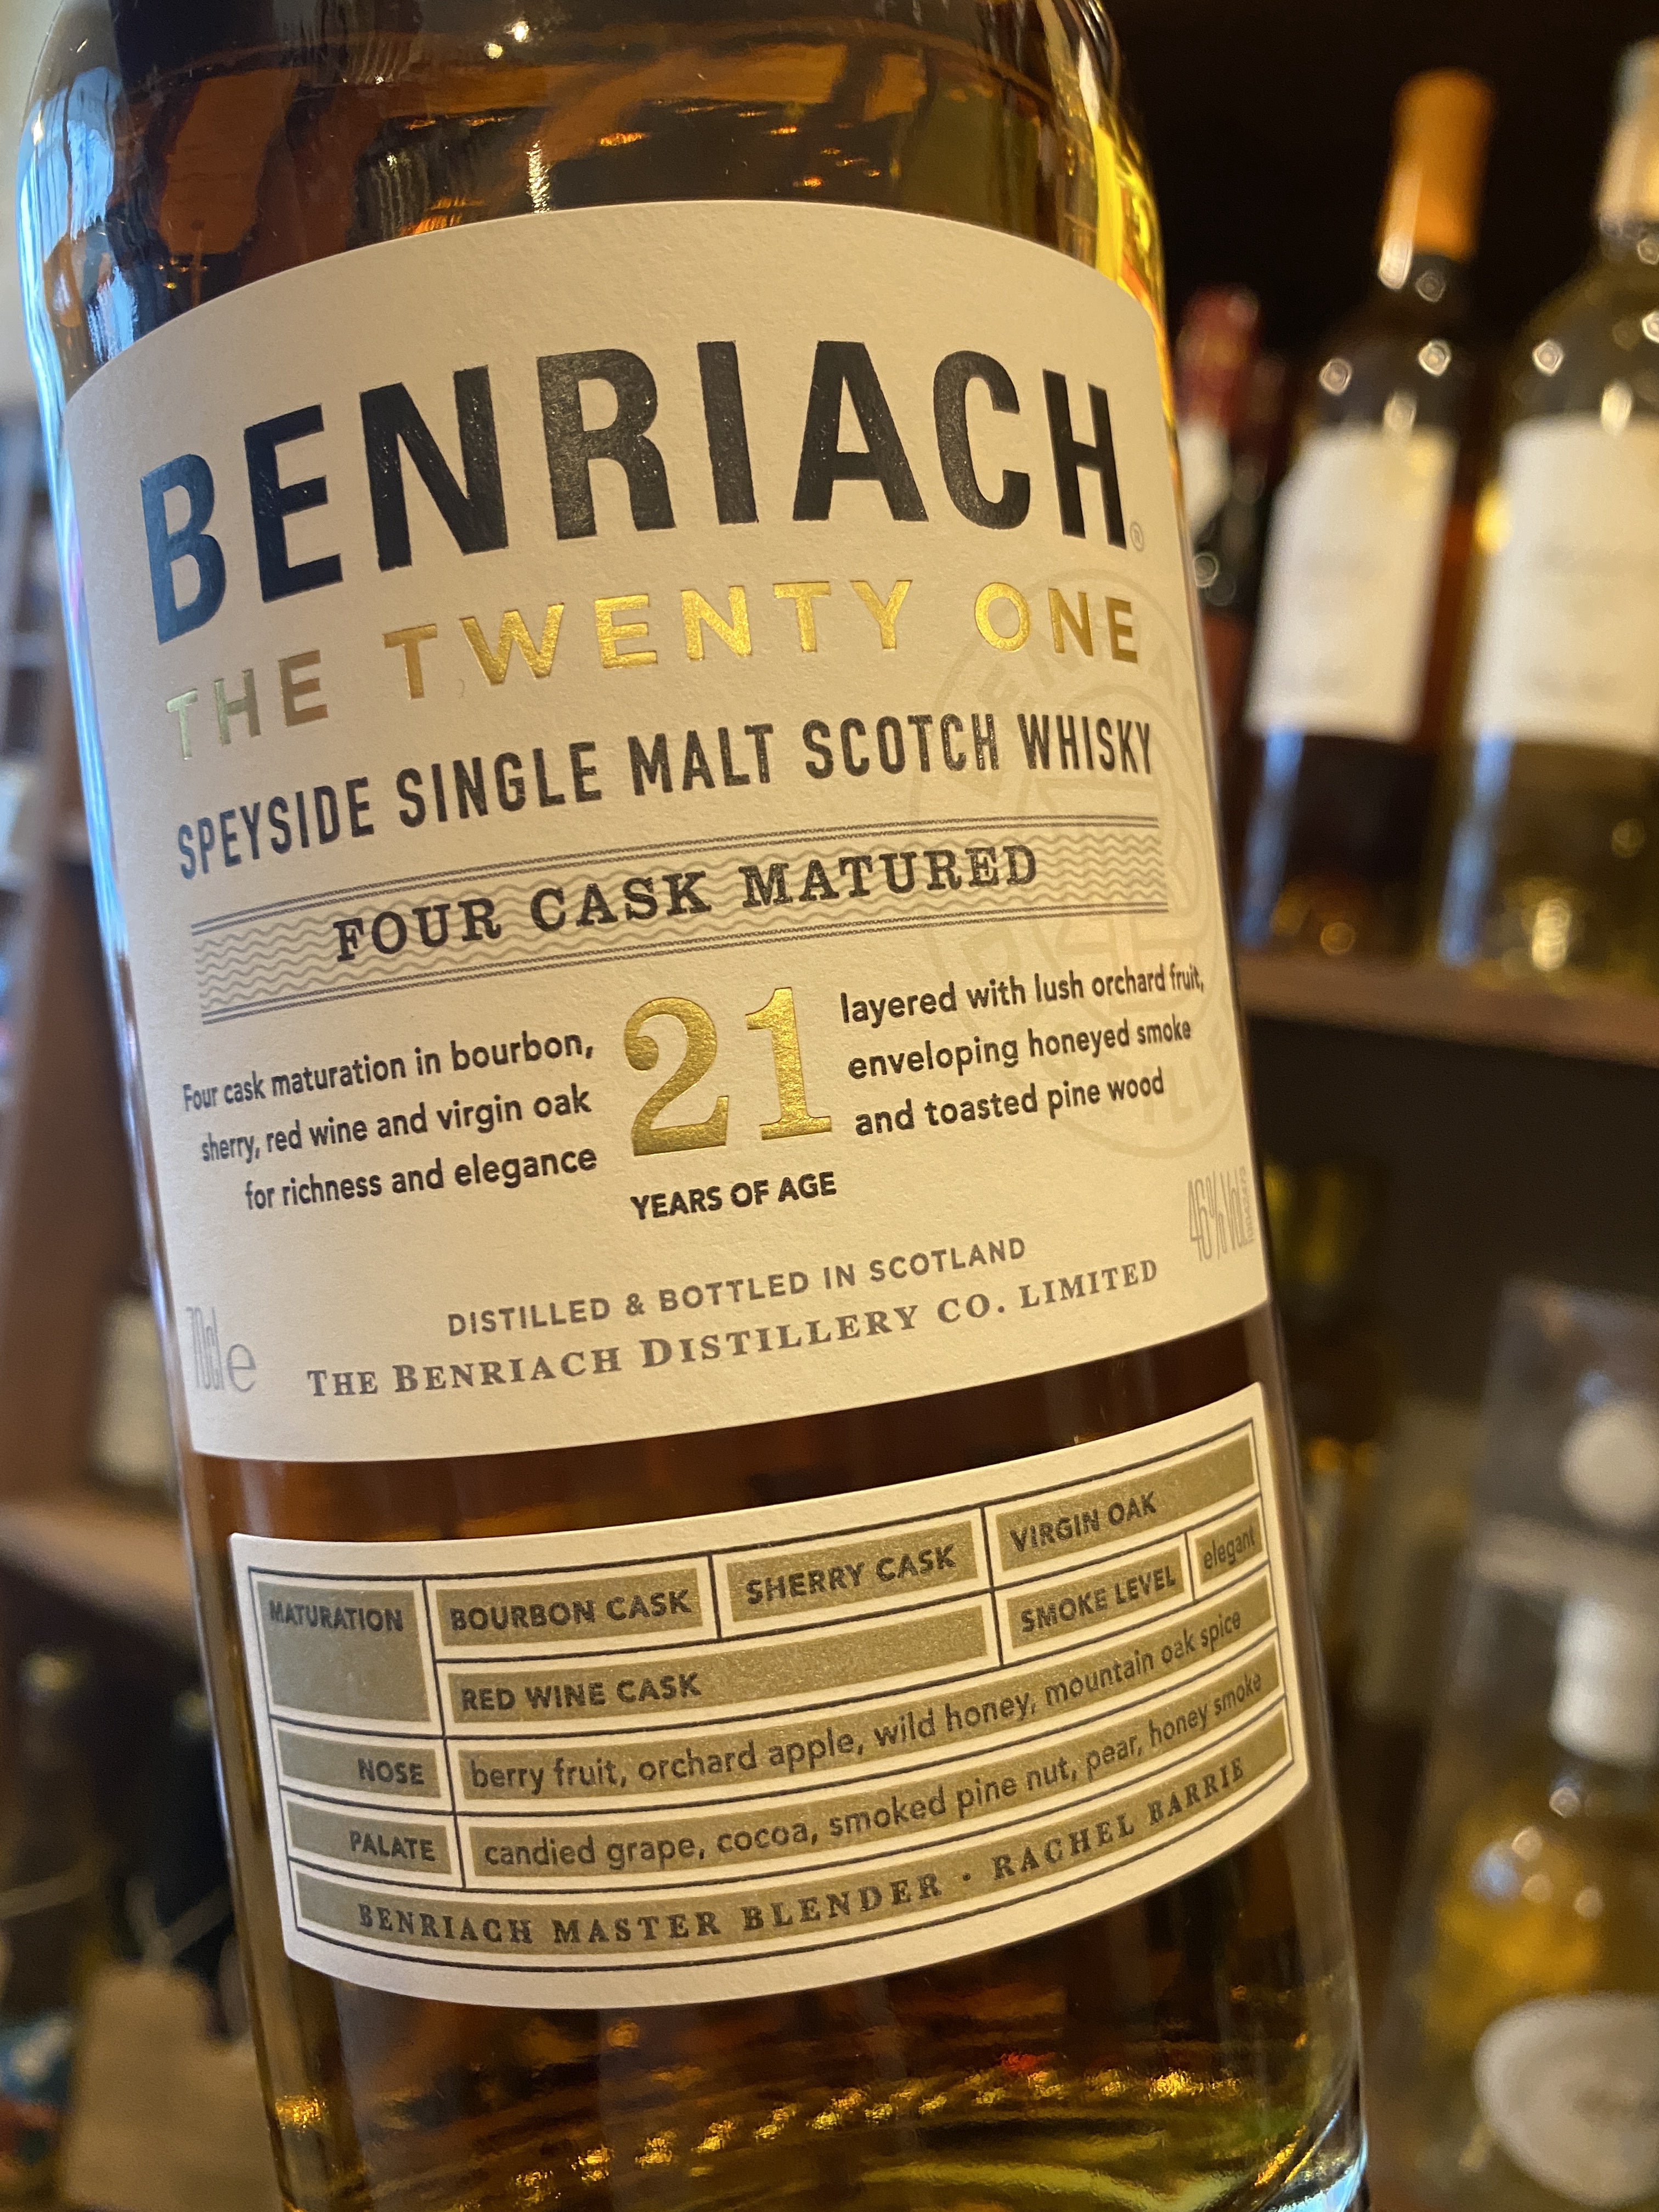 BENRIACH®
THE TWENTY ONE
SPEYSIDE SINGLE MALT SCOTCH WHISKY
FOUR CASK MATURED
Four cask maturation in bourbon,
sherry, red wine and virgin oak
for richness and elegance
21
YEARS OF AGE
layered with lush orchard fruit,
enveloping honeyed smoke
and toasted pine wood
46%Vol
DISTILLED & BOTTLED IN SCOTLAND
70cl e
THE BENRIACH DISTILLERY CO. LIMITED
MATURATION
BOURBON CASK
SHERRY CASK
VIRGIN OAK
RED WINE CASK
SMOKE LEVEL
elegant
NOSE
berry fruit, orchard apple, wild honey, mountain oak spice
PALATE
candied grape, cocoa, smoked pine nut, pear, honey smoke
BENRIACH MASTER BLENDER · RACHEL BARRIE